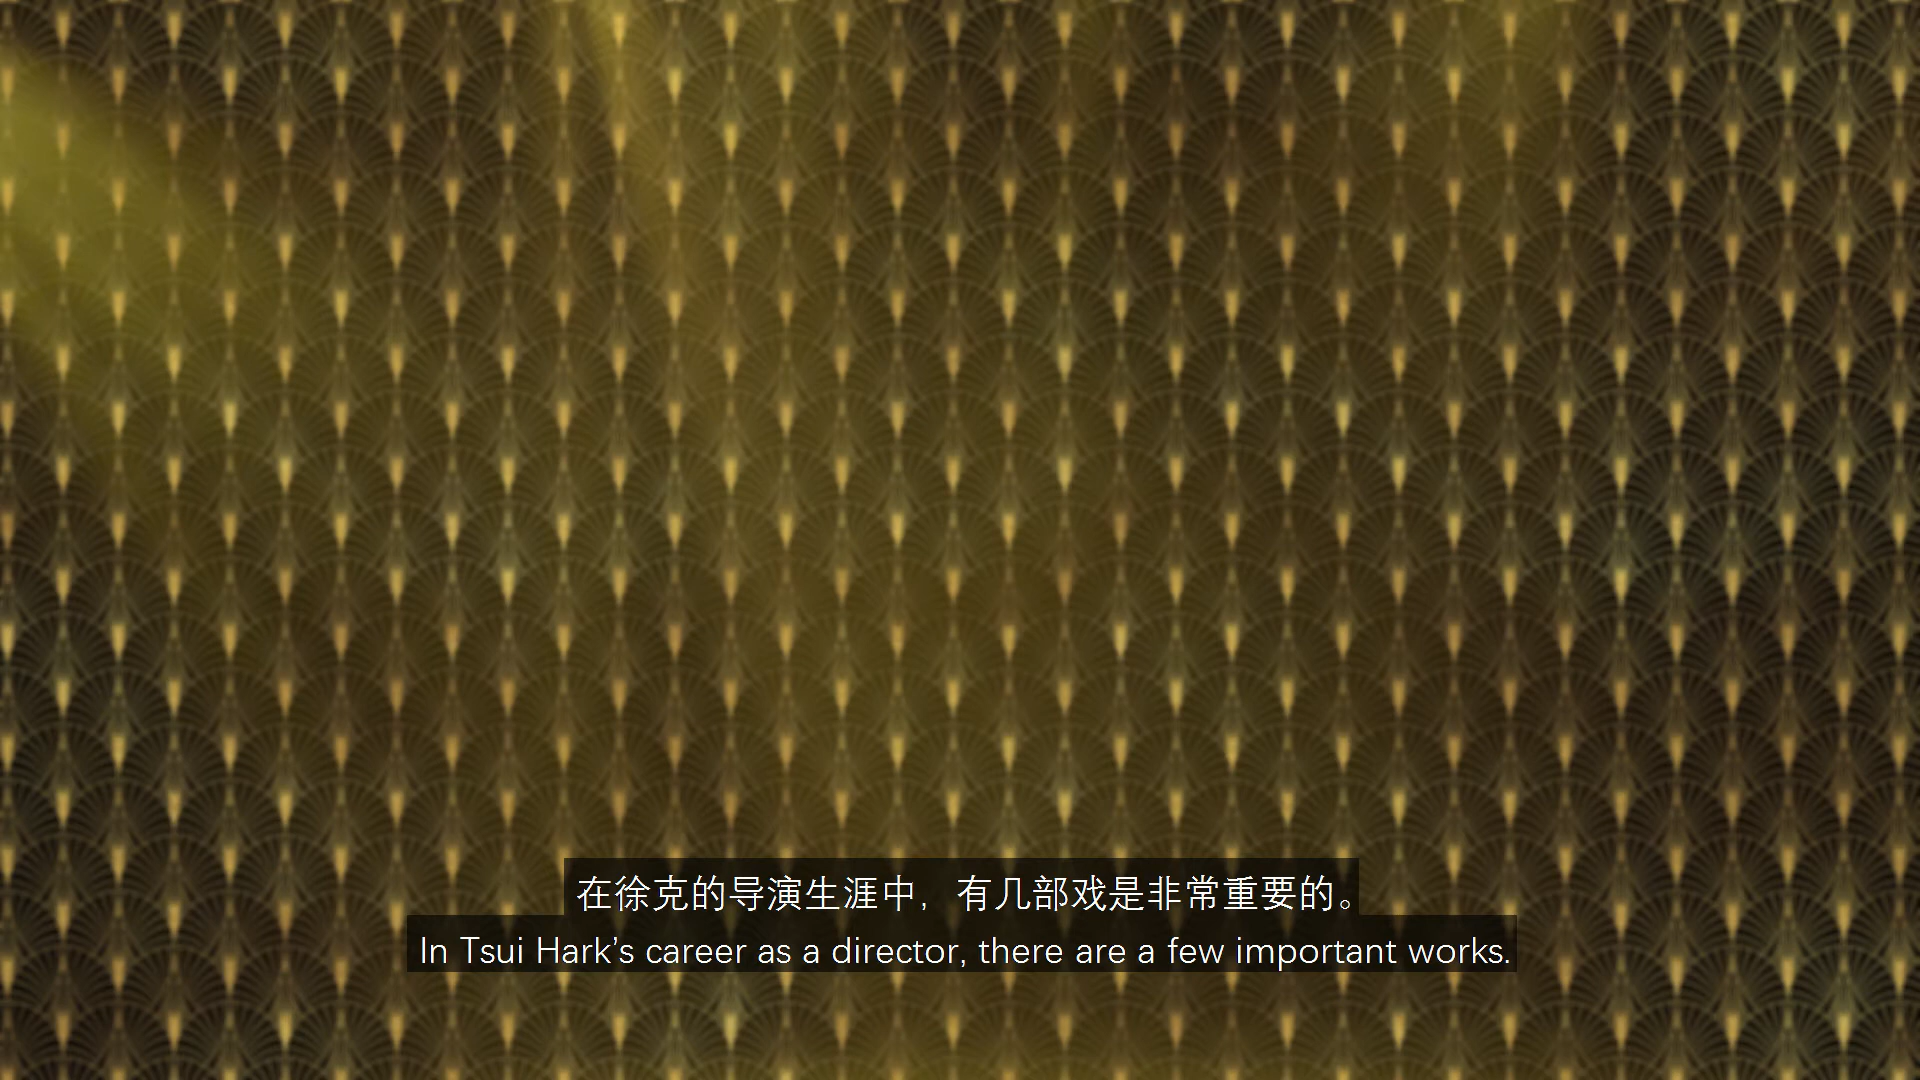 在徐克的导演生涯中，有几部戏是非常重要的。
In Tsui Hark’s career as a director, there are a few important works.